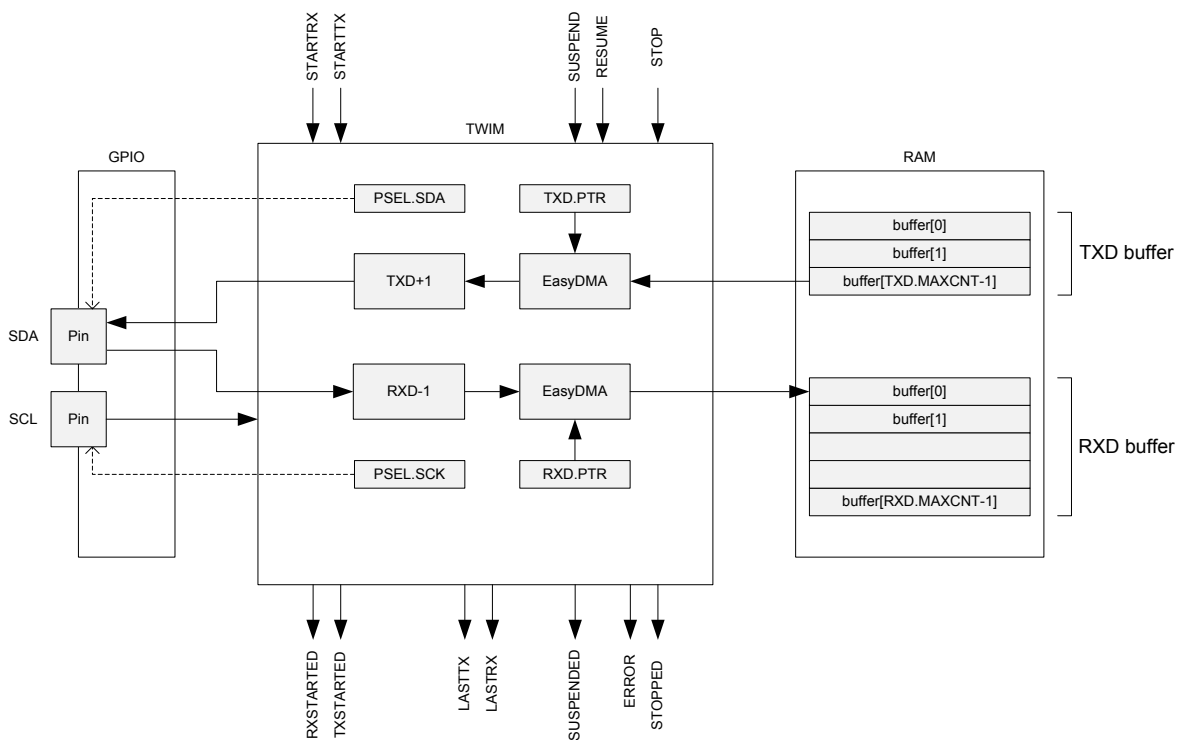 STARTRX
STARTTX
SUSPEND
RESUME
STOP
GPIO
TWIM
RAM
PSEL.SDA
TXD.PTR
buffer[0]
buffer[1]
buffer[TXD.MAXCNT-1]
TXD buffer
TXD+1
EasyDMA
SDA
Pin
RXD-1
EasyDMA
SCL
Pin
PSEL.SCK
RXD.PTR
buffer[0]
buffer[1]
buffer[RXD.MAXCNT-1]
RXD buffer
RXSTARTED
TXSTARTED
LASTTX
LASTRX
SUSPENDED
ERROR
STOPPED